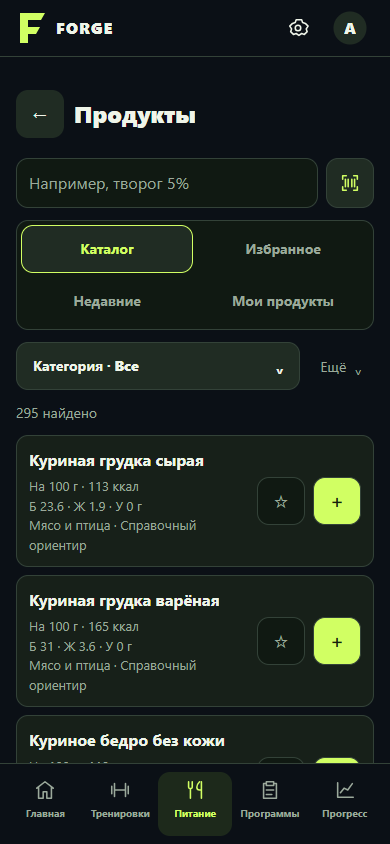 FORGE
A
← Продукты
Например, творог 5%
Каталог
Избранное
Недавние
Мои продукты
Категория · Все
Ещё
295 найдено
Куриная грудка сырая
На 100 г · 113 ккал
Б 23.6 · Ж 1.9 · У 0 г
Мясо и птица · Справочный
ориентир
☆ +
Куриная грудка варёная
На 100 г · 165 ккал
Б 31 · Ж 3.6 · У 0 г
Мясо и птица · Справочный
ориентир
☆ +
Куриное бедро без кожи
Главная
Тренировки
Питание
Программы
Прогресс